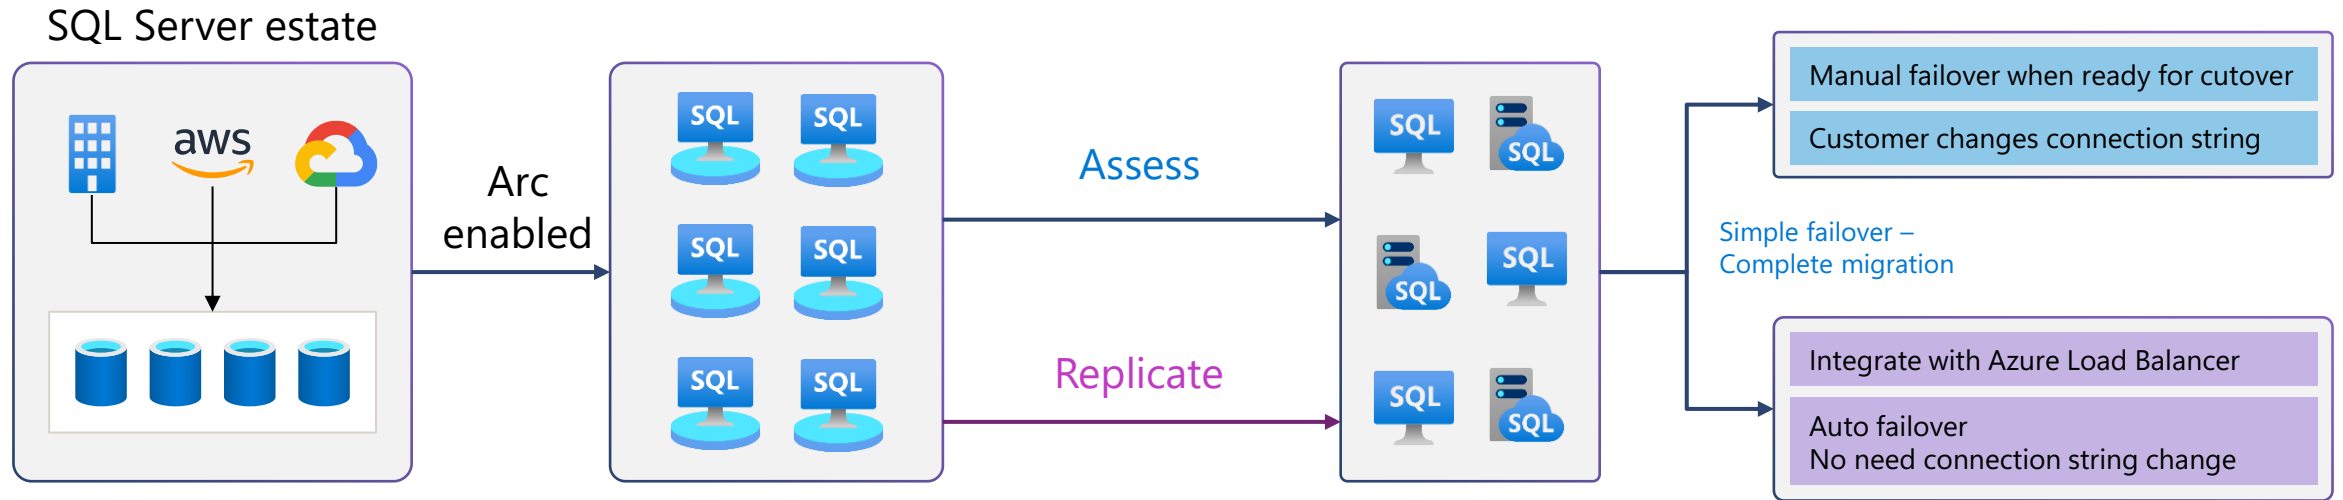 SQL Server estate
aws
Arc
enabled
SQL
SQL
SQL
SQL
SQL
SQL
Assess
Replicate
SQL
SQL
SQL
SQL
SQL
SQL
Simple failover –
Complete migration
Manual failover when ready for cutover
Customer changes connection string
Integrate with Azure Load Balancer
Auto failover
No need connection string change